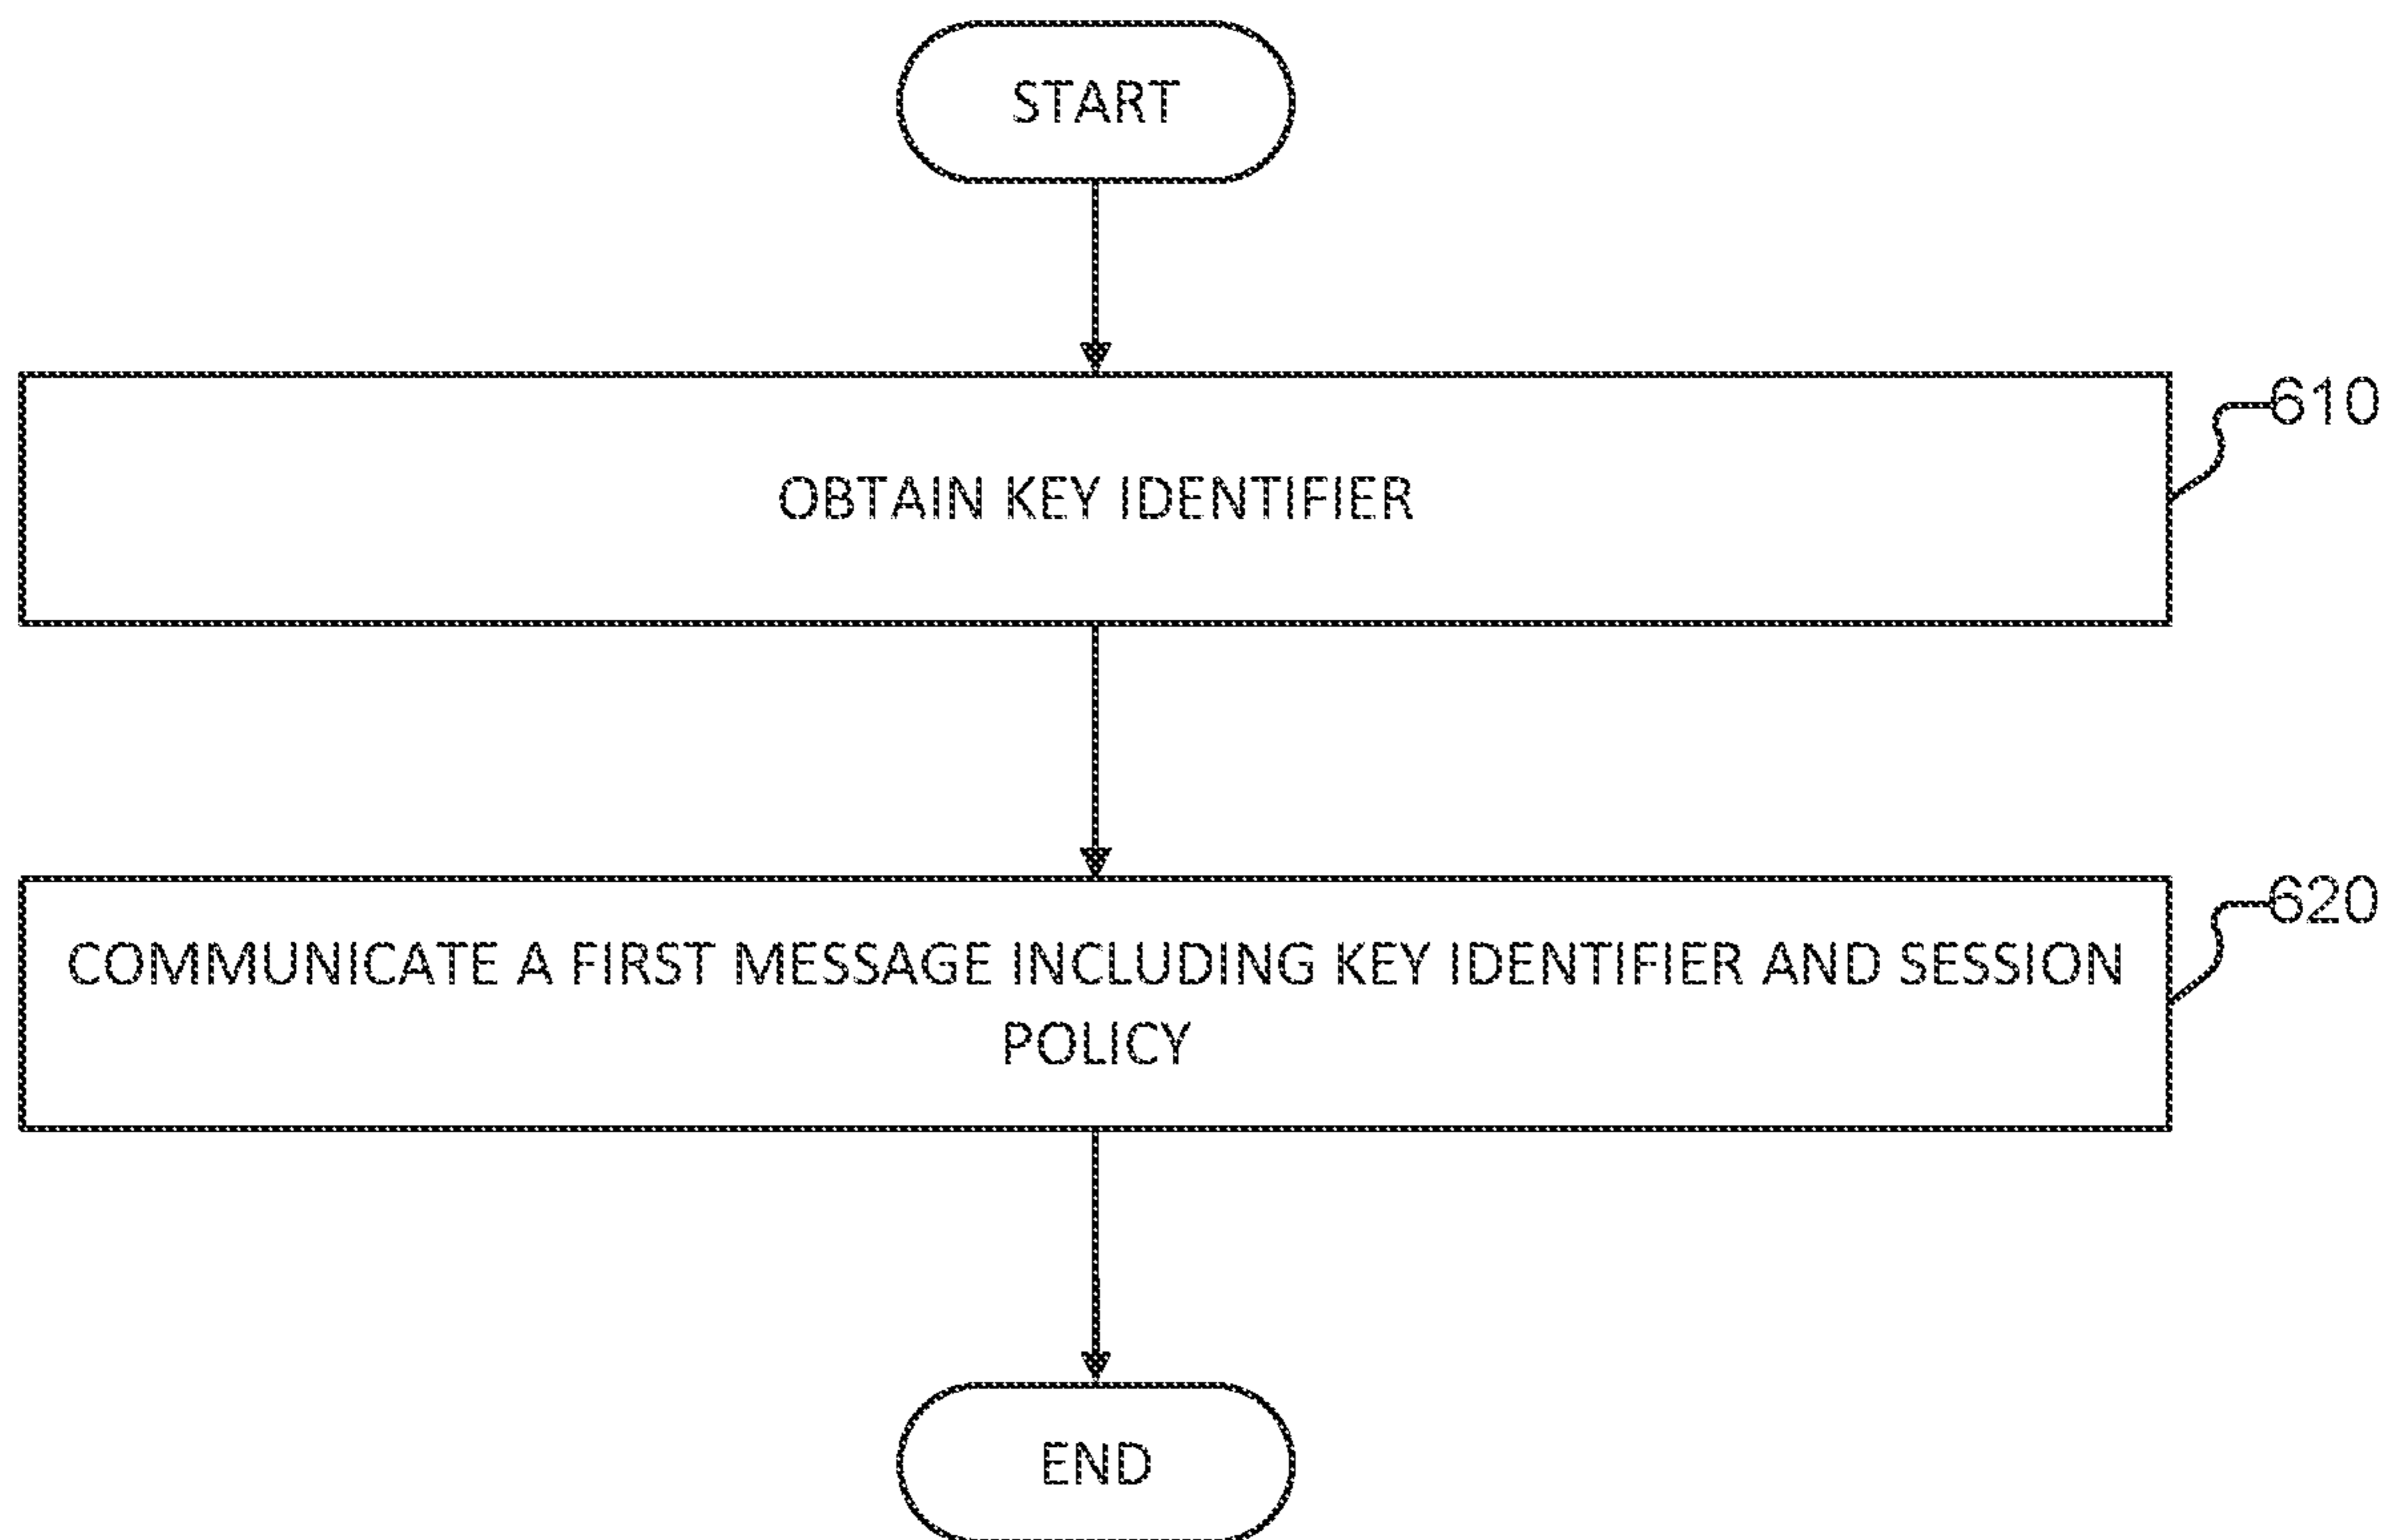 START
610
OBTAIN KEY IDENTIFIER
620
COMMUNICATE A FIRST MESSAGE INCLUDING KEY IDENTIFIER AND SESSION
POLICY
END